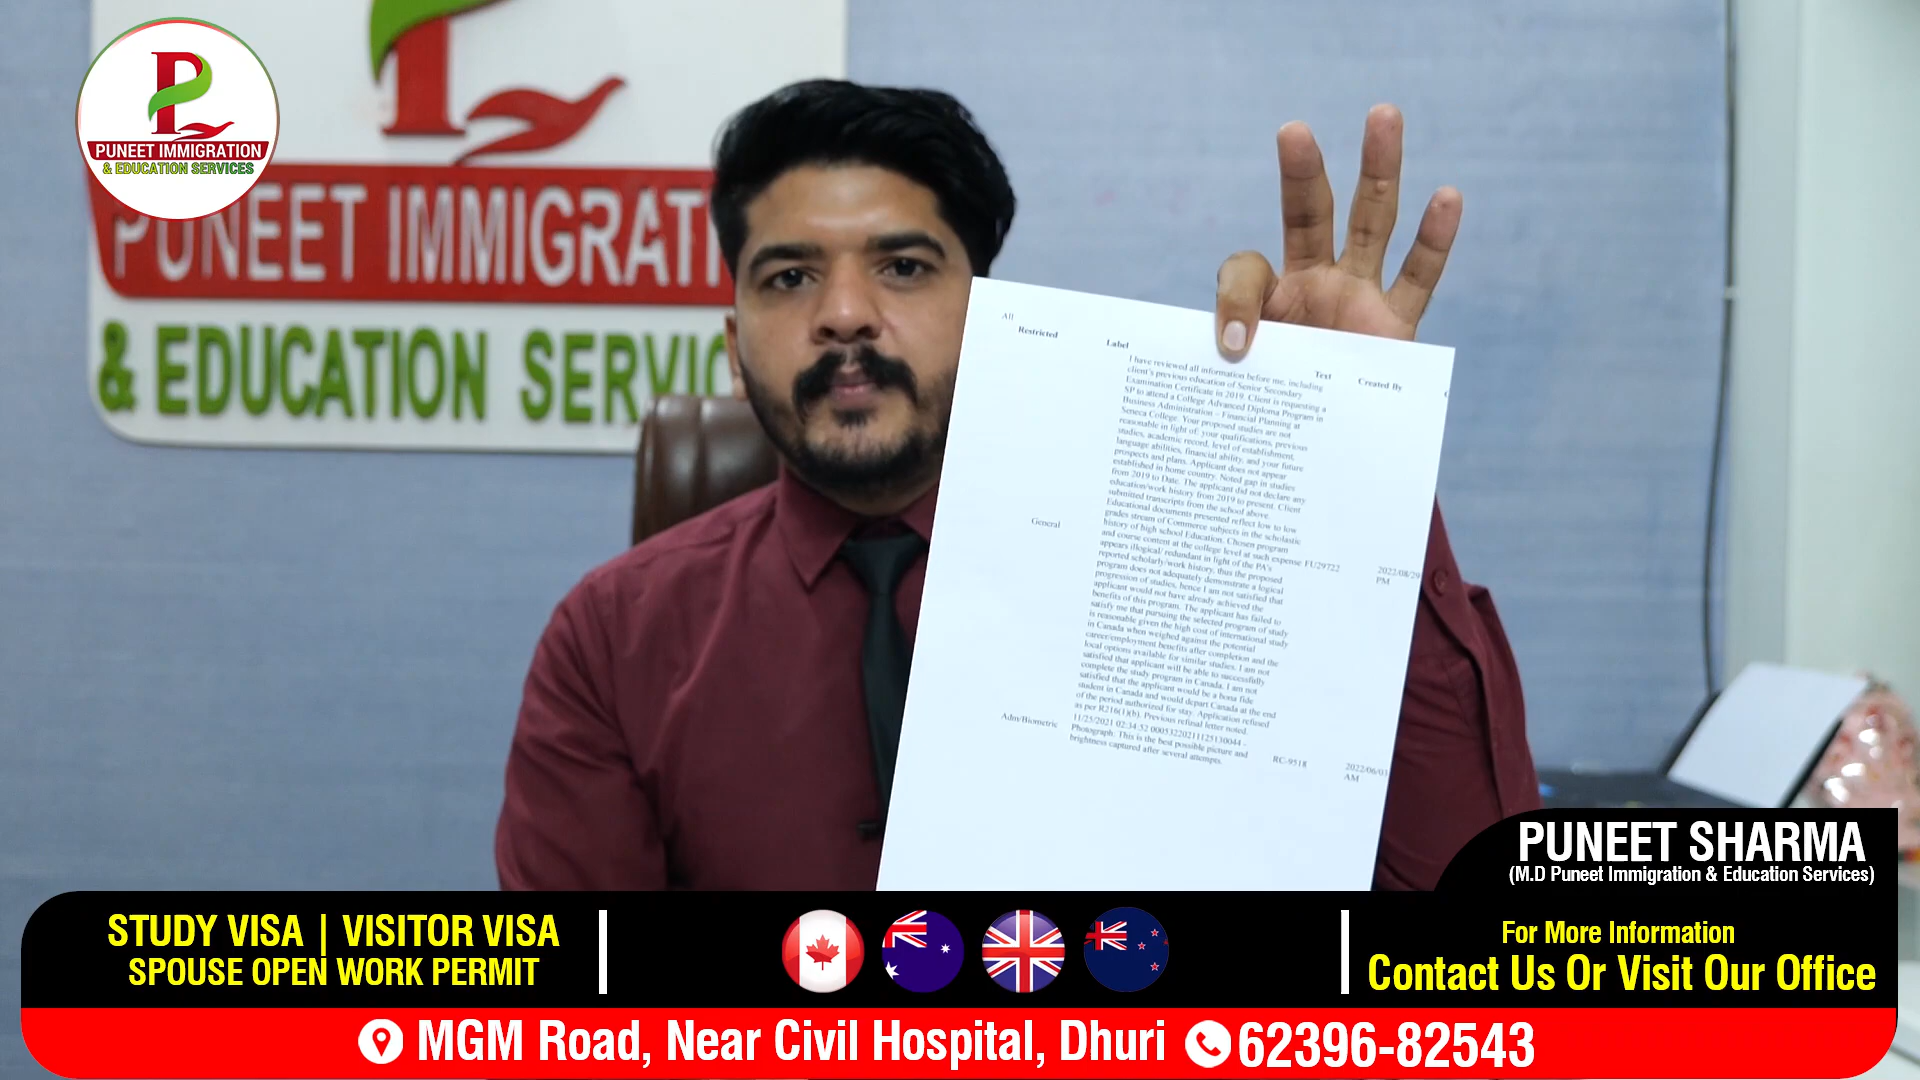 PUNEET IMMIGRATION
& EDUCATION SERVICES
PUNEET IMMIGRATI
& EDUCATION SERVIC
All
Restricted
Label
Text
Created By
I have reviewed all information before me, including
client's previous education of Senior Secondary
Examination Certificate in 2019. Client is requesting a
SP to attend a College Advanced Diploma Program in
Business Administration – Financial Planning at
Seneca College. Your proposed studies are not
reasonable in light of: your qualifications, previous
studies, academic record, level of establishment,
language abilities, financial ability, and your future
prospects and plans. Applicant does not appear
established in home country. Noted gap in studies
from 2019 to Date. The applicant did not declare any
education/work history from 2019 to present. Client
submitted transcripts from the school above.
Educational documents presented reflect low to low
grades stream of Commerce subjects in the scholastic
history of high school Education. Chosen program
and course content at the college level at such expense
appears illogical/ redundant in light of the PA's
reported scholarly/work history, thus the proposed
program does not adequately demonstrate a logical
progression of studies, hence I am not satisfied that
applicant would not have already achieved the
benefits of this program. The applicant has failed to
satisfy me that pursuing the selected program of study
is reasonable given the high cost of international study
in Canada when weighed against the potential
career/employment benefits after completion and the
local options available for similar studies. I am not
satisfied that applicant will be able to successfully
complete the study program in Canada. I am not
satisfied that the applicant would be a bona fide
student in Canada and would depart Canada at the end
of the period authorized for stay. Application refused
as per R216(1)(b). Previous refusal letter noted.
General
FU29722
2022/08/29
PM
Adm/Biometric
11/25/2021 02:34:52 00053220211125130044 -
Photograph: This is the best possible picture and
brightness captured after several attempts.
RC-9518
2022/06/03
AM
PUNEET SHARMA
(M.D Puneet Immigration & Education Services)
STUDY VISA | VISITOR VISA
SPOUSE OPEN WORK PERMIT
For More Information
Contact Us Or Visit Our Office
MGM Road, Near Civil Hospital, Dhuri
62396-82543